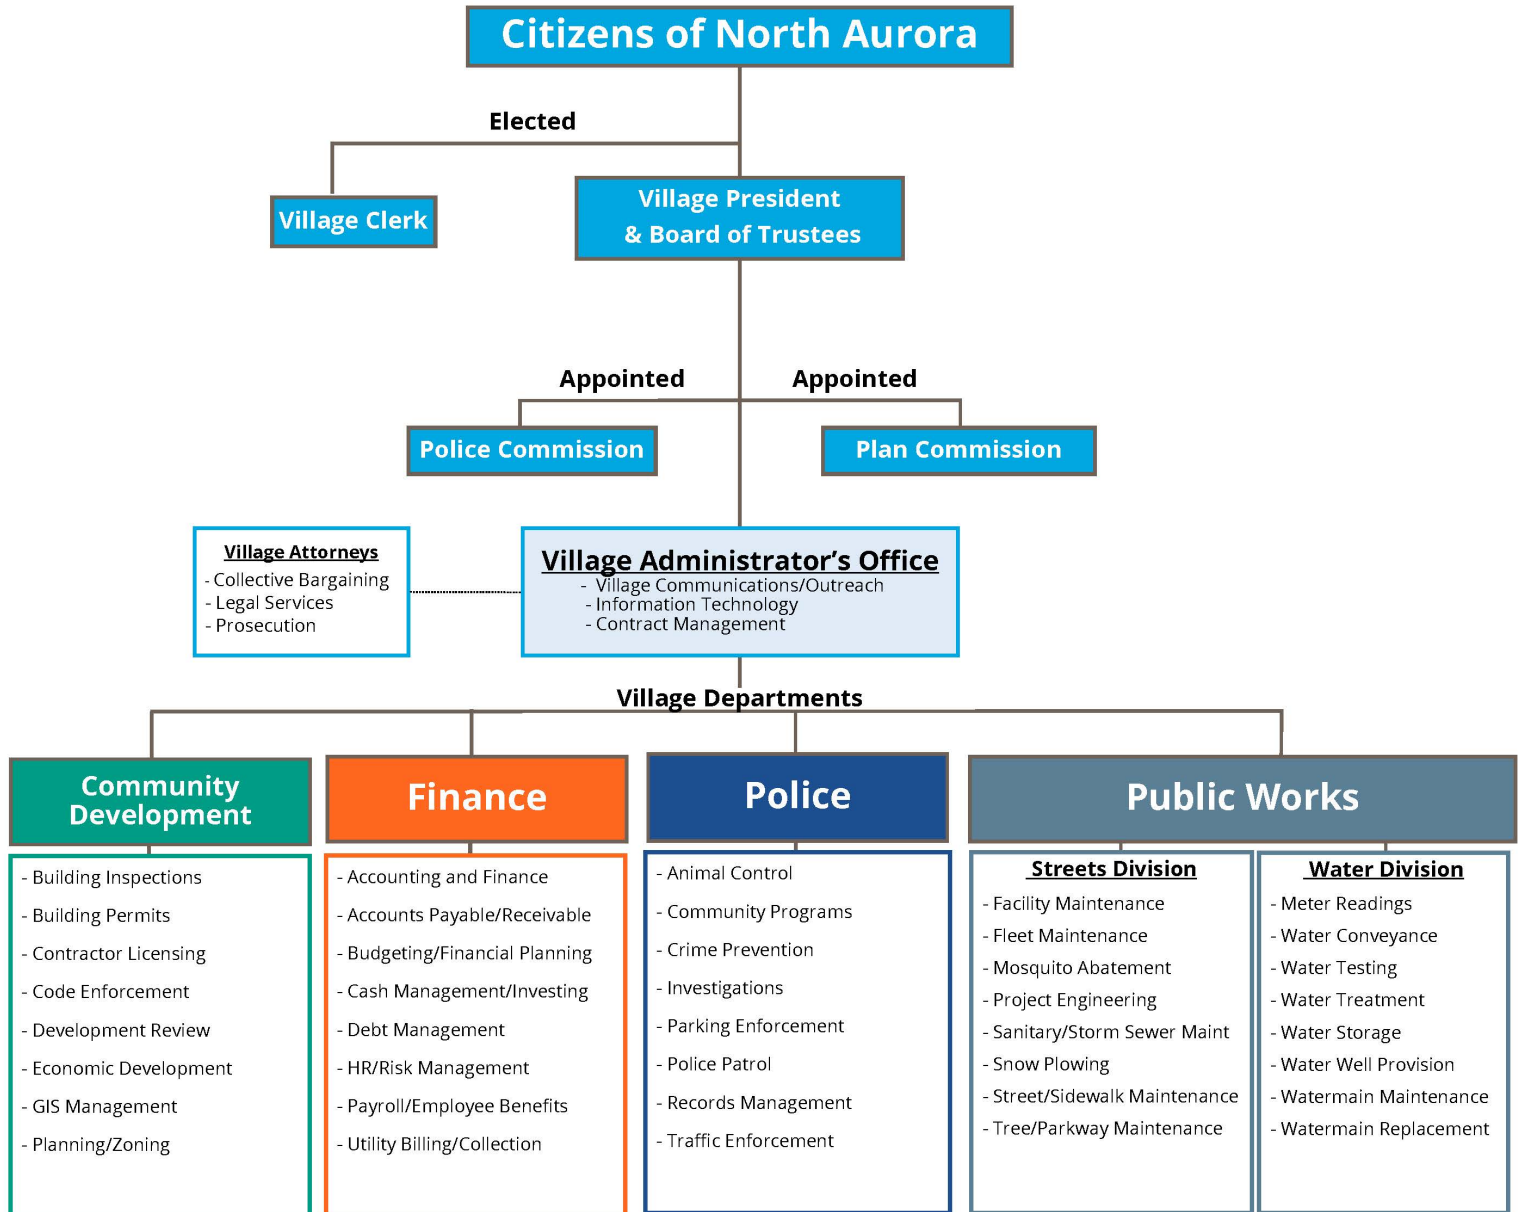 Citizens of North Aurora
Elected
Village Clerk
Village President
& Board of Trustees
Appointed
Appointed
Police Commission
Plan Commission
Village Attorneys
- Collective Bargaining
- Legal Services
- Prosecution
Village Administrator’s Office
- Village Communications/Outreach
- Information Technology
- Contract Management
Village Departments
Community
Development
- Building Inspections
- Building Permits
- Contractor Licensing
- Code Enforcement
- Development Review
- Economic Development
- GIS Management
- Planning/Zoning
Finance
- Accounting and Finance
- Accounts Payable/Receivable
- Budgeting/Financial Planning
- Cash Management/Investing
- Debt Management
- HR/Risk Management
- Payroll/Employee Benefits
- Utility Billing/Collection
Police
- Animal Control
- Community Programs
- Crime Prevention
- Investigations
- Parking Enforcement
- Police Patrol
- Records Management
- Traffic Enforcement
Public Works
Streets Division
- Facility Maintenance
- Fleet Maintenance
- Mosquito Abatement
- Project Engineering
- Sanitary/Storm Sewer Maint
- Snow Plowing
- Street/Sidewalk Maintenance
- Tree/Parkway Maintenance
Water Division
- Meter Readings
- Water Conveyance
- Water Testing
- Water Treatment
- Water Storage
- Water Well Provision
- Watermain Maintenance
- Watermain Replacement